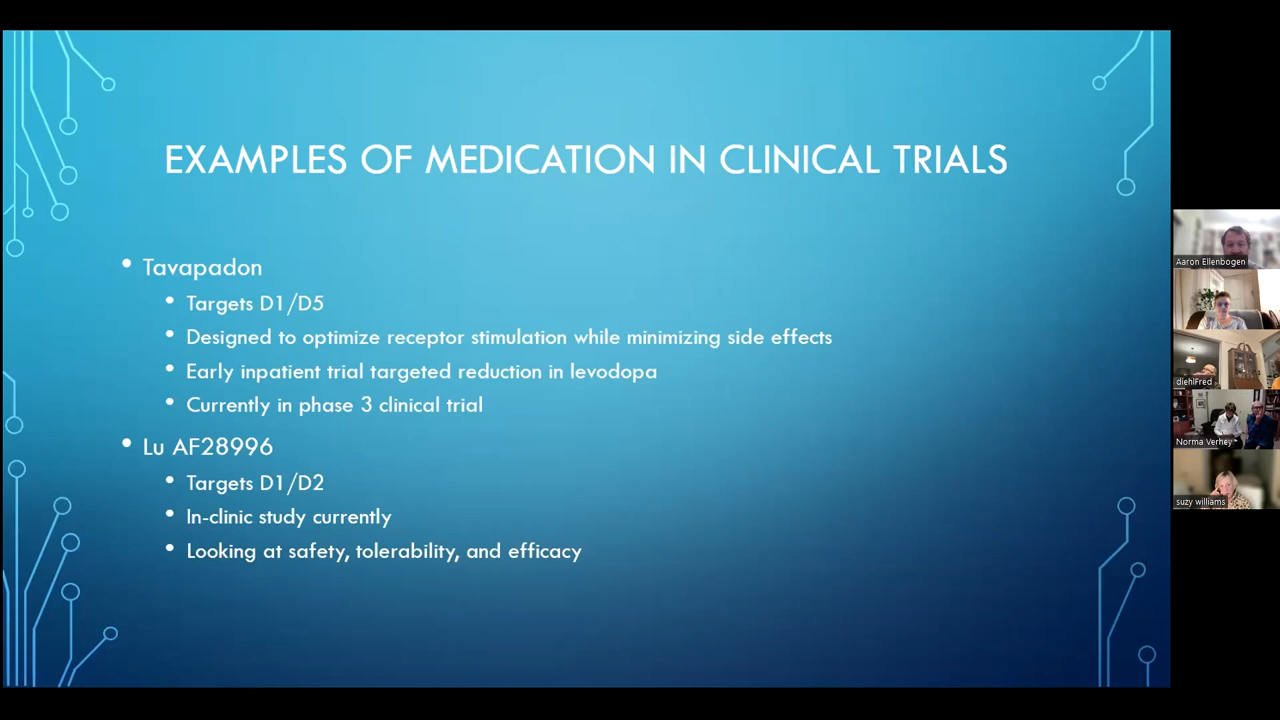 EXAMPLES OF MEDICATION IN CLINICAL TRIALS
• Tavapadon
• Targets D1/D5
• Designed to optimize receptor stimulation while minimizing side effects
• Early inpatient trial targeted reduction in levodopa
• Currently in phase 3 clinical trial
• Lu AF28996
• Targets D1/D2
• In-clinic study currently
• Looking at safety, tolerability, and efficacy
Aaron Ellenbogen
diehlFred
Norma Verhey
suzy williams